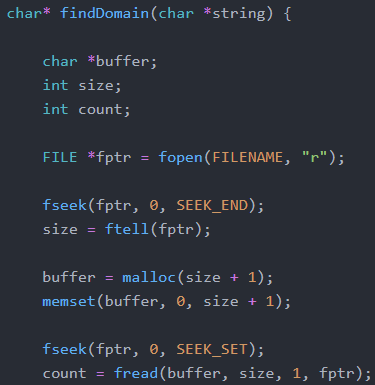 char* findDomain(char *string) {
char *buffer;
int size;
int count;
FILE *fptr = fopen(FILENAME, "r");
fseek(fptr, 0, SEEK_END);
size = ftell(fptr);
buffer = malloc(size + 1);
memset(buffer, 0, size + 1);
fseek(fptr, 0, SEEK_SET);
count = fread(buffer, size, 1, fptr);